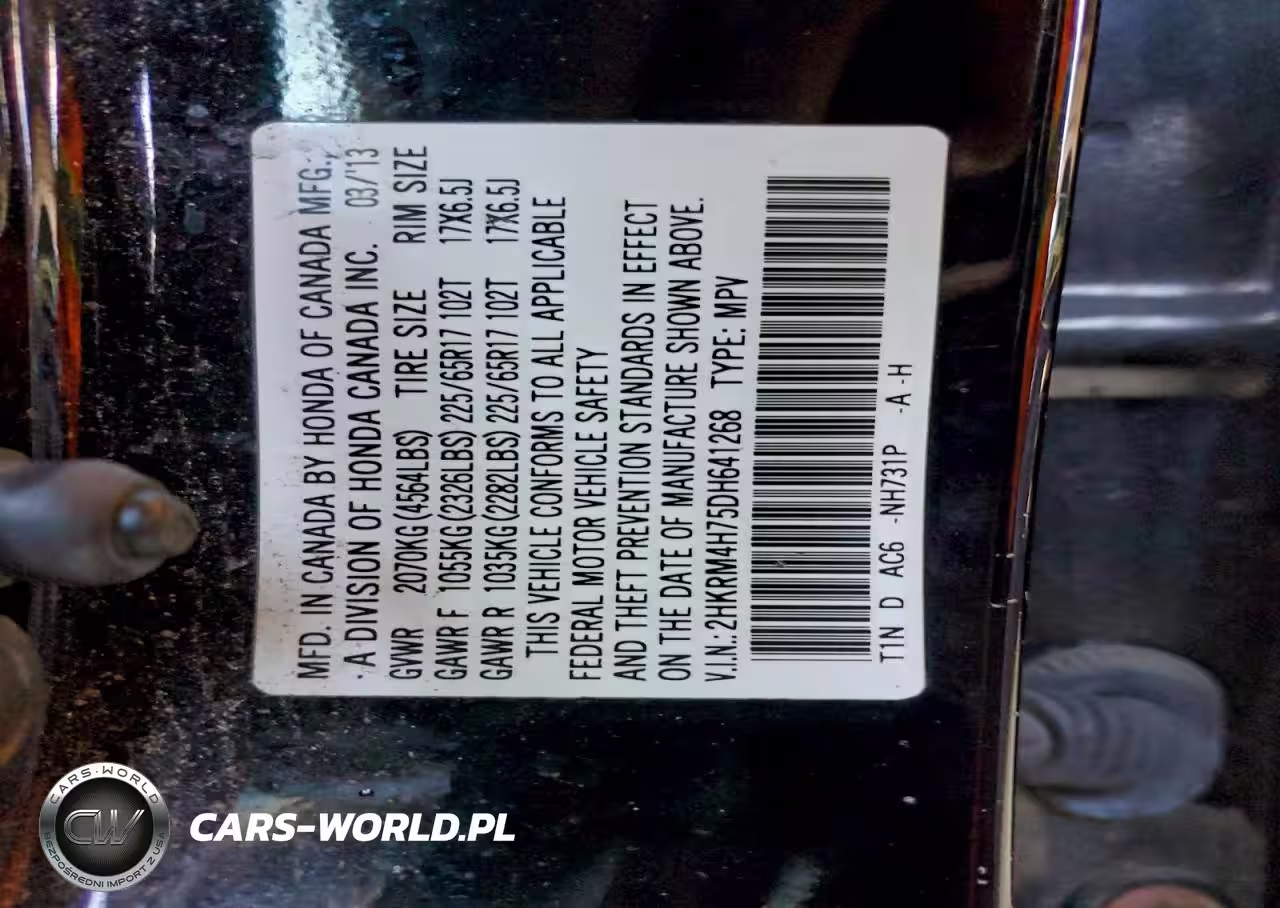 MFD. IN CANADA BY HONDA OF CANADA MFG.,
A DIVISION OF HONDA CANADA INC. 03/'13
GVWR 2070KG (4564LBS) TIRE SIZE RIM SIZE
GAWR F 1055KG (2326LBS) 225/65R17 102T 17X6.5J
GAWR R 1035KG (2282LBS) 225/65R17 102T 17X6.5J
THIS VEHICLE CONFORMS TO ALL APPLICABLE
FEDERAL MOTOR VEHICLE SAFETY
AND THEFT PREVENTION STANDARDS IN EFFECT
ON THE DATE OF MANUFACTURE SHOWN ABOVE.
V.I.N.: 2HKRM4H75DH641268 TYPE: MPV
T1N D AC6 -NH731P -A-H
CARS-WORLD
CW
BEZPOŚREDNI IMPORT Z USA
CARS-WORLD.PL